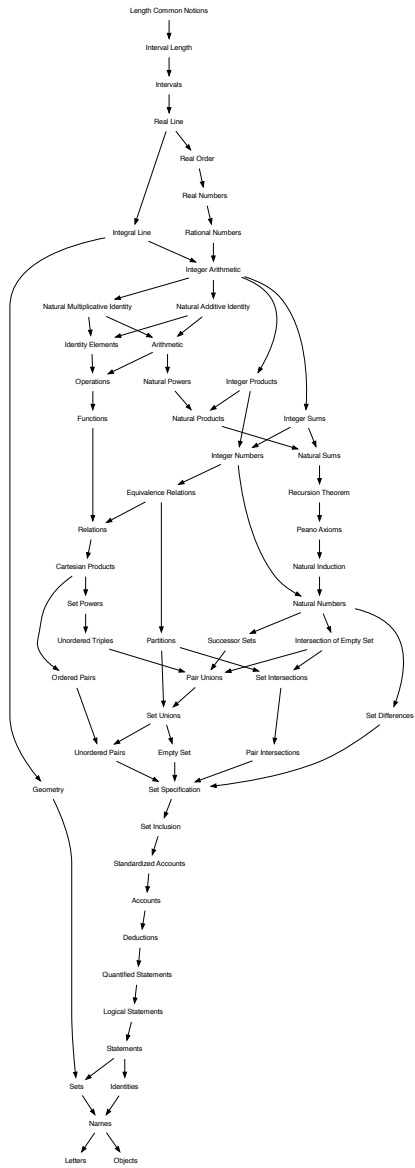 Length Common Notions
Interval Length
Intervals
Real Line
Real Order
Real Numbers
Integral Line
Rational Numbers
Integer Arithmetic
Natural Multiplicative Identity
Natural Additive Identity
Identity Elements
Arithmetic
Operations
Natural Powers
Integer Products
Functions
Natural Products
Integer Sums
Integer Numbers
Natural Sums
Equivalence Relations
Recursion Theorem
Relations
Peano Axioms
Cartesian Products
Natural Induction
Set Powers
Natural Numbers
Unordered Triples
Partitions
Successor Sets
Intersection of Empty Set
Ordered Pairs
Pair Unions
Set Intersections
Set Unions
Set Differences
Unordered Pairs
Empty Set
Pair Intersections
Geometry
Set Specification
Set Inclusion
Standardized Accounts
Accounts
Deductions
Quantified Statements
Logical Statements
Statements
Sets
Identities
Names
Letters
Objects